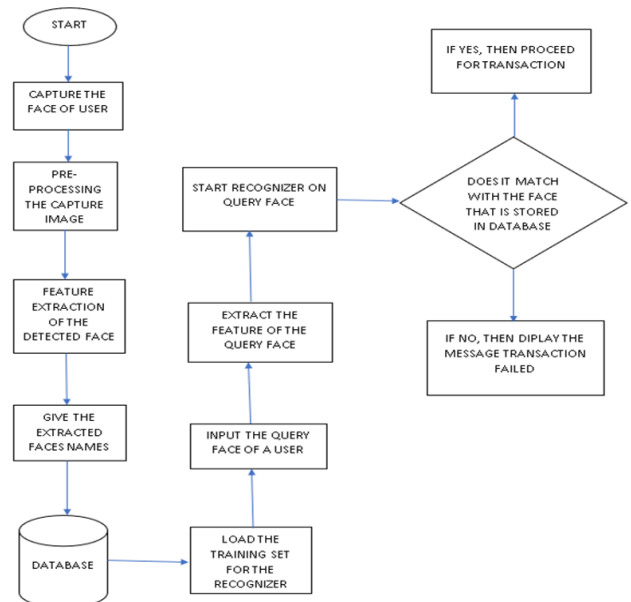 START
CAPTURE THE
FACE OF USER
PRE-
PROCESSING
THE CAPTURE
IMAGE
FEATURE
EXTRACTION
OF THE
DETECTED FACE
GIVE THE
EXTRACTED
FACES NAMES
DATABASE
LOAD THE
TRAINING SET
FOR THE
RECOGNIZER
INPUT THE QUERY
FACE OF A USER
EXTRACT THE
FEATURE OF THE
QUERY FACE
START RECOGNIZER ON
QUERY FACE
DOES IT MATCH
WITH THE FACE
THAT IS STORED
IN DATABASE
IF YES, THEN PROCEED
FOR TRANSACTION
IF NO, THEN DIPLAY THE
MESSAGE TRANSACTION
FAILED